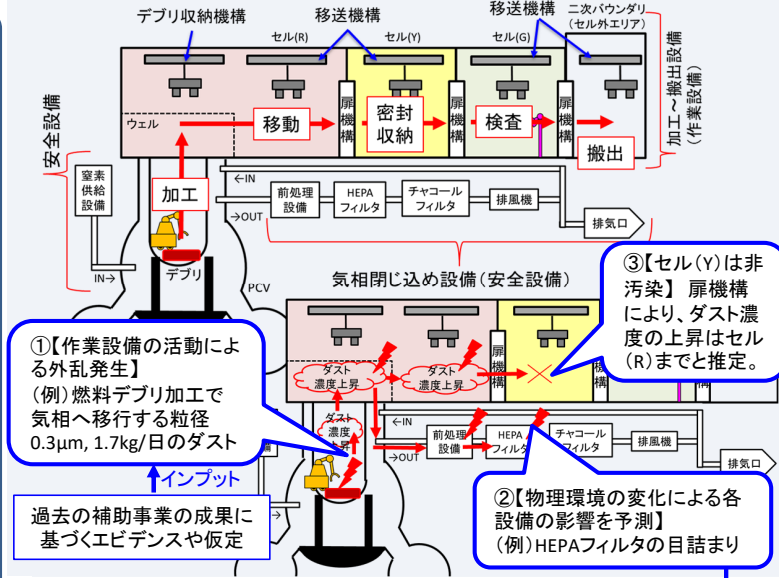 デブリ収納機構
移送機構
移送機構
二次バウンダリ
(セル外エリア)
セル(R)
セル(Y)
セル(G)
ウェル
移動
扉機構
密封
収納
扉機構
検査
扉機構
搬出
加工~搬出設備
(作業設備)
安全設備
窒素
供給
設備
加工
←IN
→OUT
前処理
設備
HEPA
フィルタ
チャコール
フィルタ
排風機
排気口
IN→
デブリ
PCV
気相閉じ込め設備(安全設備)
③【セル(Y)は非
汚染】 扉機構
により、ダスト濃
度の上昇はセル
(R)までと推定。
①【作業設備の活動によ
る外乱発生】
(例)燃料デブリ加工で
気相へ移行する粒径
0.3μm, 1.7kg/日のダスト
インプット
過去の補助事業の成果に
基づくエビデンスや仮定
ダスト
濃度上昇
ダスト
濃度上昇
扉機構
ダスト
濃度
上昇
←IN
→OUT
前処理
設備
HEPA
フィルタ
チャコール
フィルタ
排風機
排気口
②【物理環境の変化による各
設備の影響を予測】
(例)HEPAフィルタの目詰まり